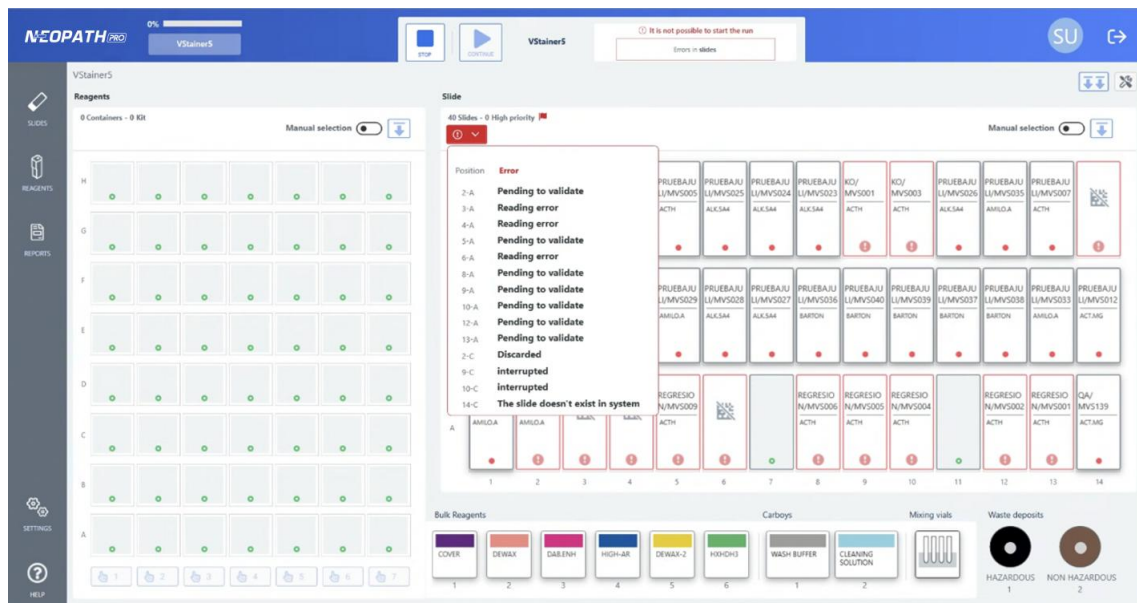 NEOPATH PRO
0%
VStainer5
STOP
CONTINUE
VStainer5
It is not possible to start the run
Errors in slides
SU
SLIDES
REAGENTS
REPORTS
SETTINGS
HELP
VStainer5
Reagents
0 Containers - 0 Kit
Manual selection
H
G
F
E
D
C
B
A
1 2 3 4 5 6 7
Slide
40 Slides - 0 High priority
Manual selection
Position Error
2-A Pending to validate
3-A Reading error
4-A Reading error
5-A Pending to validate
6-A Reading error
8-A Pending to validate
9-A Pending to validate
10-A Pending to validate
12-A Pending to validate
13-A Pending to validate
2-C Discarded
9-C interrupted
10-C interrupted
14-C The slide doesn't exist in system
PRUEBAJU PRUEBAJU PRUEBAJU PRUEBAJU KO/ KO/ PRUEBAJU PRUEBAJU PRUEBAJU
LI/MVS005 LI/MVS025 LI/MVS024 LI/MVS023 MVS001 MVS003 LI/MVS026 LI/MVS035 LI/MVS007
ACTH ALK.5A4 ALK.5A4 ALK.5A4 ACTH ACTH ALK.5A4 AMILO.A ACTH
PRUEBAJU PRUEBAJU PRUEBAJU PRUEBAJU PRUEBAJU PRUEBAJU PRUEBAJU PRUEBAJU PRUEBAJU PRUEBAJU
LI/MVS029 LI/MVS028 LI/MVS027 LI/MVS036 LI/MVS040 LI/MVS039 LI/MVS037 LI/MVS038 LI/MVS033 LI/MVS012
AMILO.A ALK.5A4 ALK.5A4 BARTON BARTON BARTON BARTON BARTON AMILO.A ACT.MG
REGRESIO REGRESIO REGRESIO REGRESIO REGRESIO REGRESIO QA/
N/MVS009 N/MVS006 N/MVS005 N/MVS004 N/MVS002 N/MVS001 MVS139
A AMILO.A AMILO.A ACTH ACTH ACTH ACTH ACTH ACTH ACT.MG
1 2 3 4 5 6 7 8 9 10 11 12 13 14
Bulk Reagents
COVER DEWAX DAB.ENH HIGH-AR DEWAX-2 HXHDH3
1 2 3 4 5 6
Carboys
WASH BUFFER
CLEANING
SOLUTION
1 2
Mixing vials
Waste deposits
HAZARDOUS NON HAZARDOUS
1 2